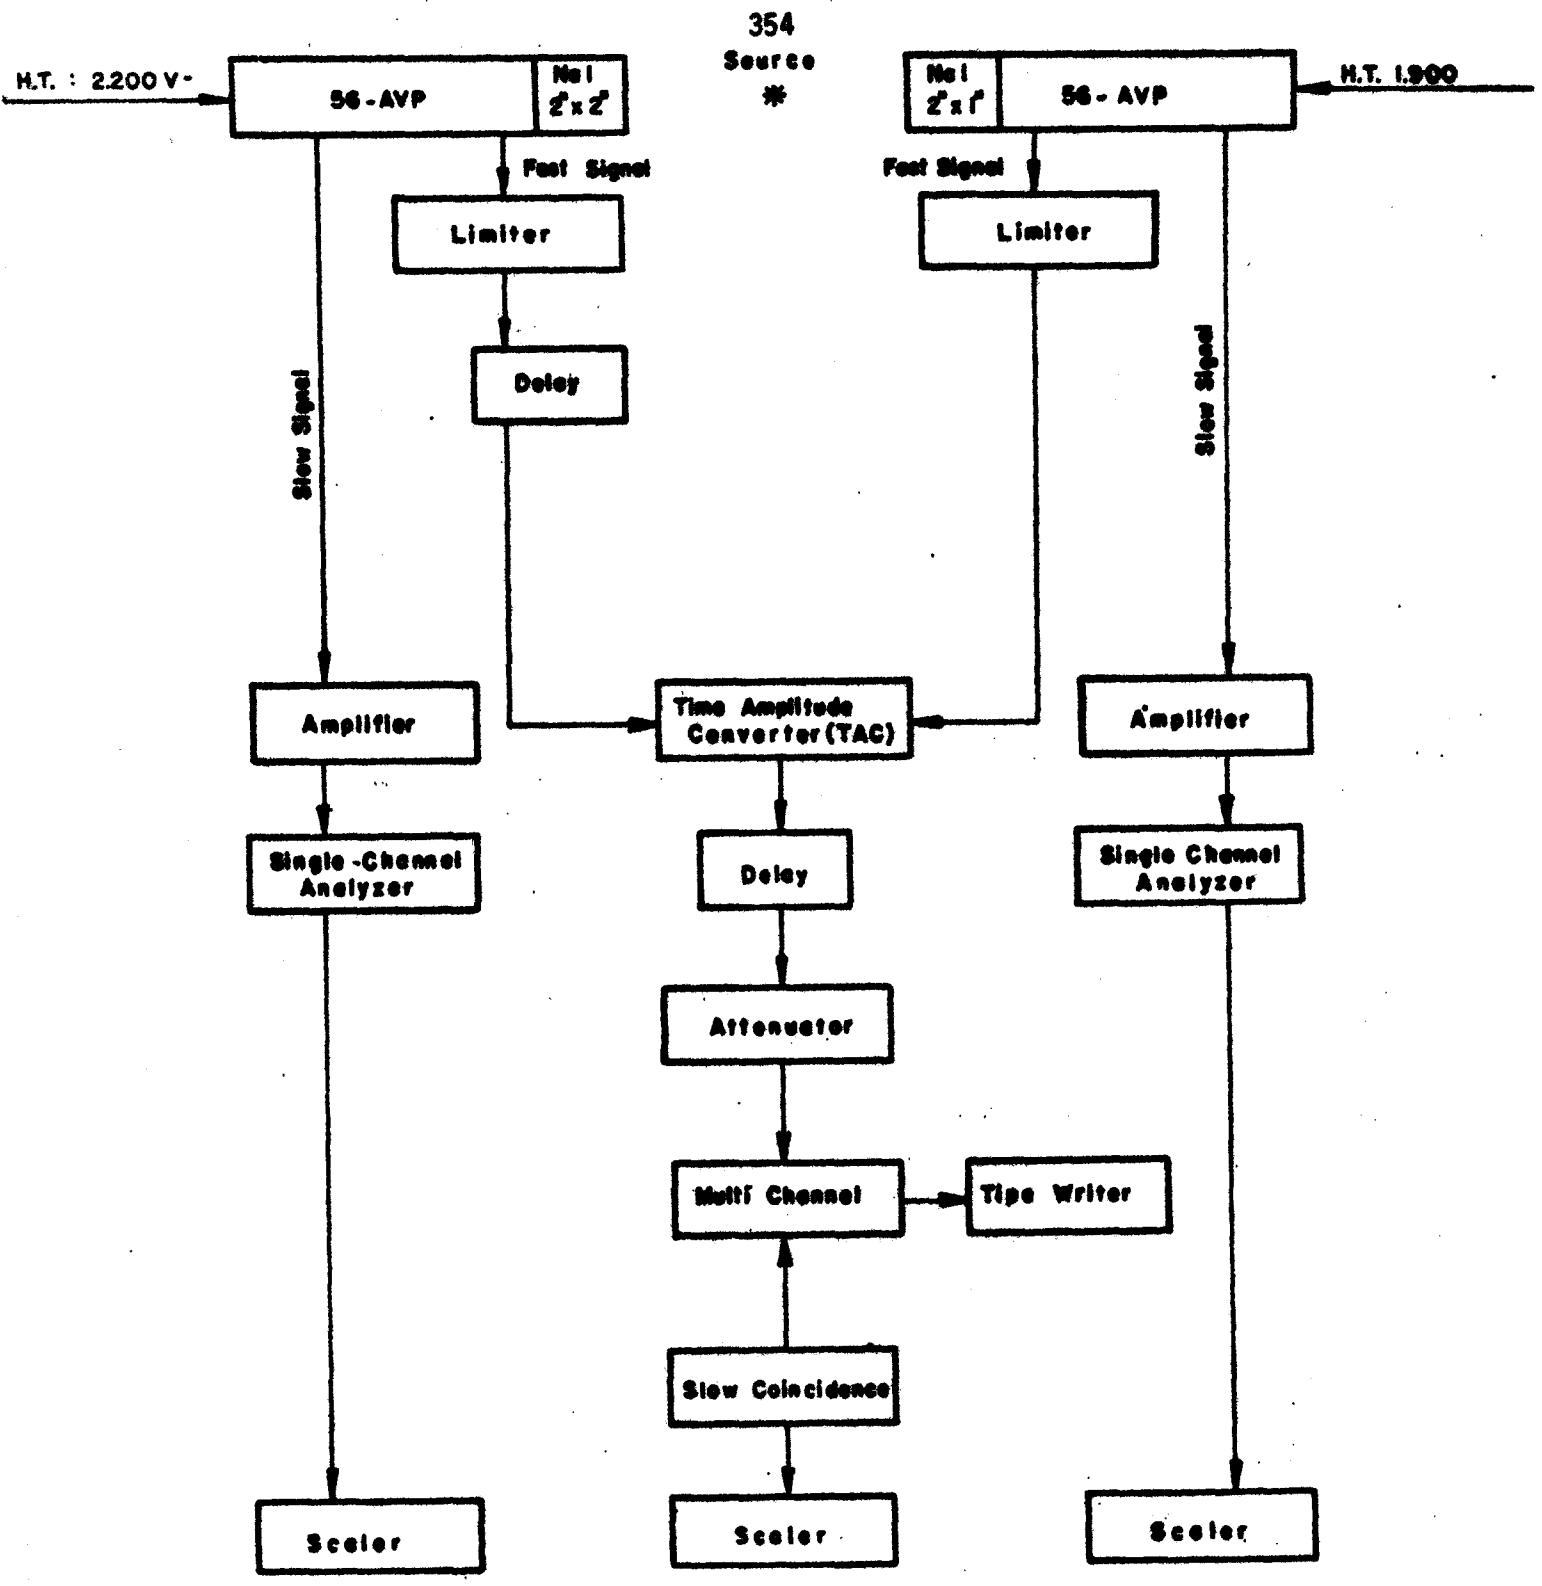 354
Source
*
H.T. : 2.200 V-
56-AVP
NaI
2"x 2"
NaI
2"x 1"
56- AVP
H.T. 1.900
Fast Signal
Fast Signal
Limiter
Limiter
Delay
Slow Signal
Slow Signal
Amplifier
Time Amplitude
Converter(TAC)
Amplifier
Single-Channel
Analyzer
Delay
Single Channel
Analyzer
Attenuator
Multi Channel
Tipe Writer
Slow Coincidence
Scaler
Scaler
Scaler